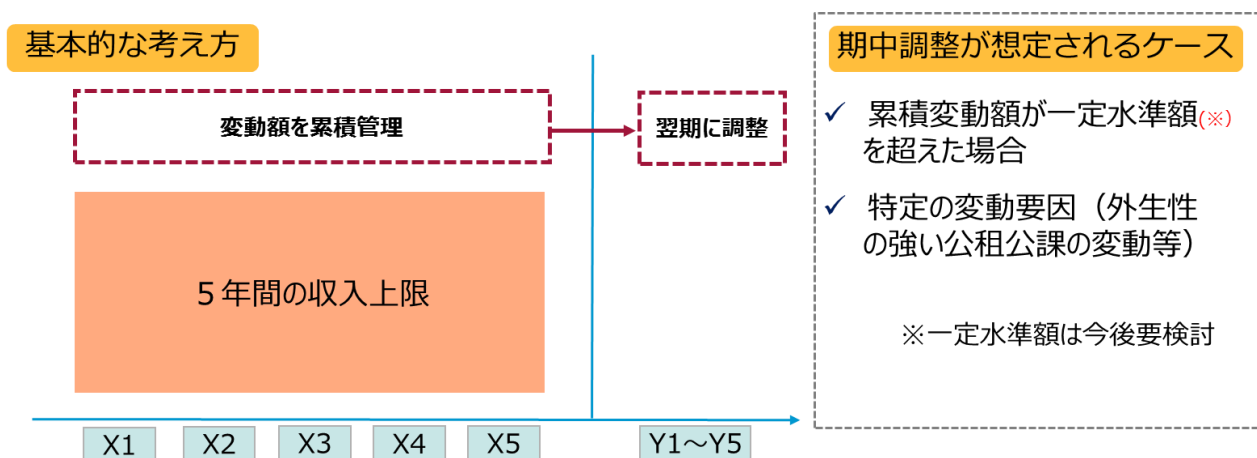 基本的な考え方
変動額を累積管理
翌期に調整
５年間の収入上限
X1
X2
X3
X4
X5
Y1～Y5
期中調整が想定されるケース
✓ 累積変動額が一定水準額(※)
を超えた場合
✓ 特定の変動要因（外生性
の強い公租公課の変動等）
※一定水準額は今後要検討